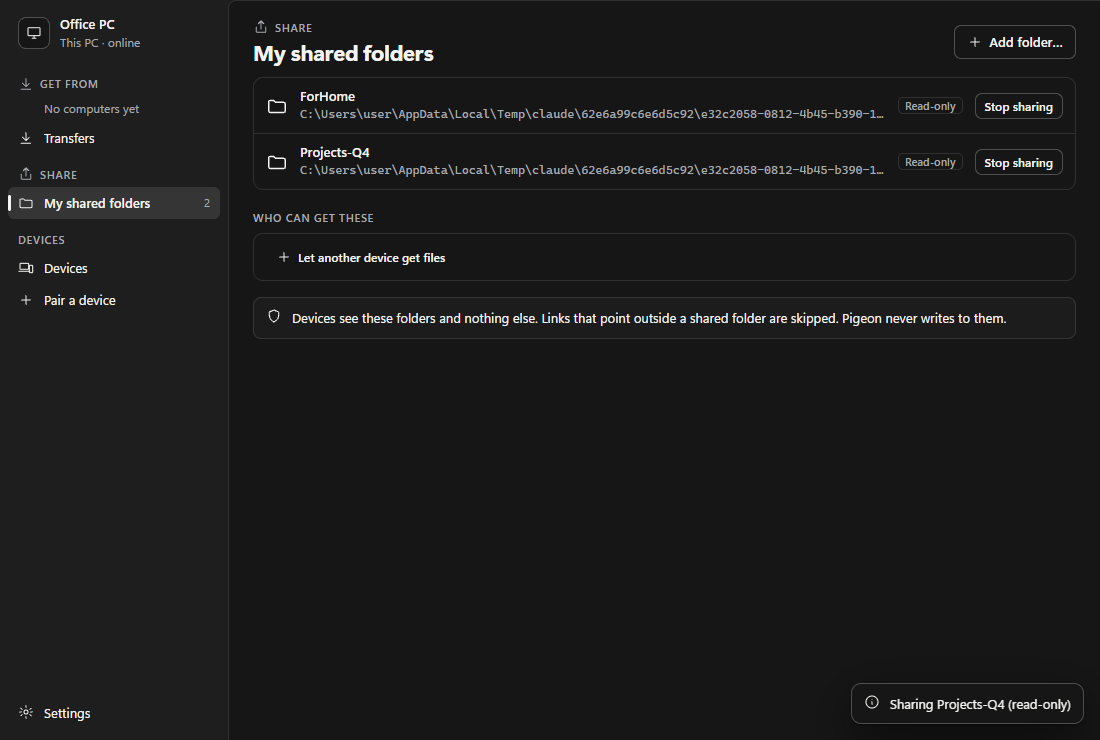 Office PC
This PC · online
GET FROM
No computers yet
Transfers
SHARE
My shared folders 2
DEVICES
Devices
Pair a device
Settings
SHARE
My shared folders
+ Add folder...
ForHome
C:\Users\user\AppData\Local\Temp\claude\62e6a99c6e6d5c92\e32c2058-0812-4b45-b390-1…
Read-only
Stop sharing
Projects-Q4
C:\Users\user\AppData\Local\Temp\claude\62e6a99c6e6d5c92\e32c2058-0812-4b45-b390-1…
Read-only
Stop sharing
WHO CAN GET THESE
+ Let another device get files
Devices see these folders and nothing else. Links that point outside a shared folder are skipped. Pigeon never writes to them.
Sharing Projects-Q4 (read-only)